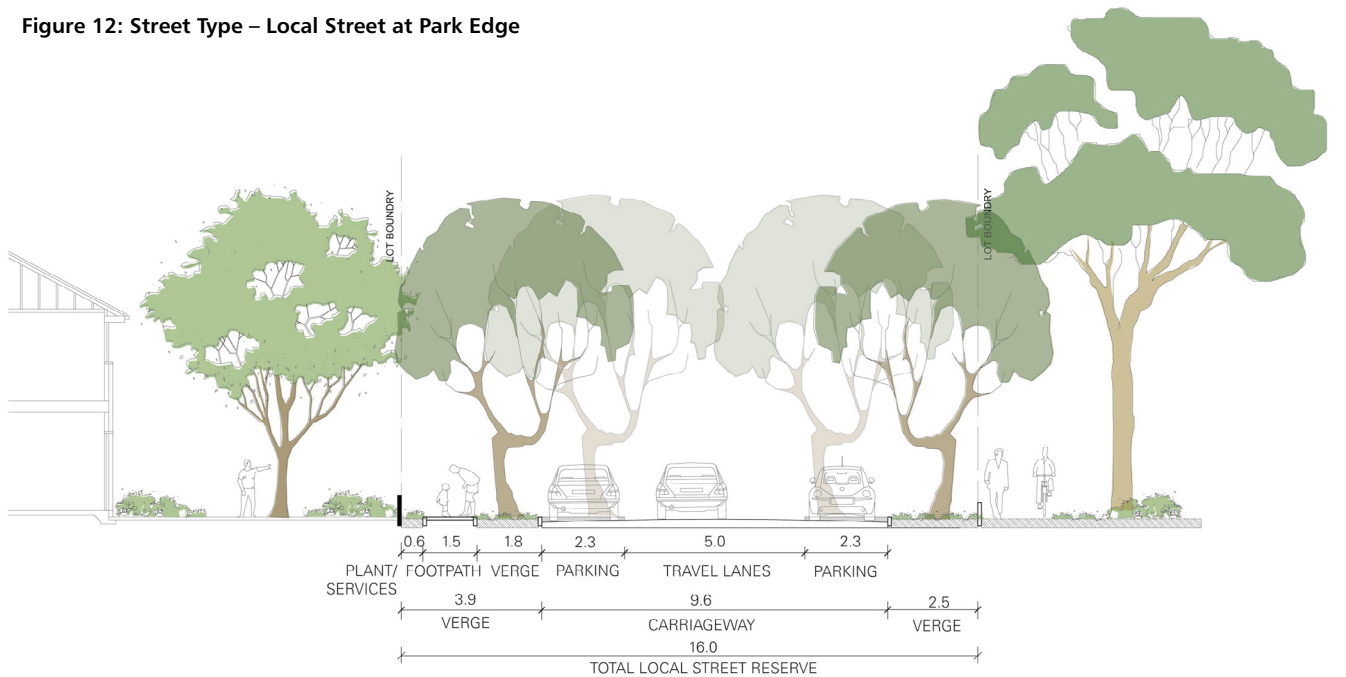 Figure 12: Street Type – Local Street at Park Edge
LOT BOUNDRY
LOT BOUNDRY
0.6 1.5 1.8 2.3 5.0 2.3
PLANT/ FOOTPATH VERGE PARKING TRAVEL LANES PARKING
SERVICES
3.9 9.6 2.5
VERGE CARRIAGEWAY VERGE
16.0
TOTAL LOCAL STREET RESERVE